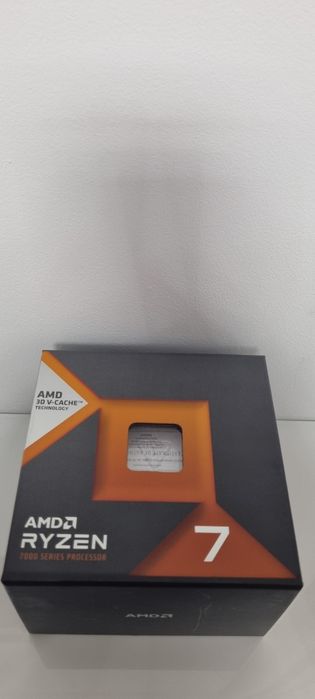 AMD
3D V-CACHE™
TECHNOLOGY
AMD
RYZEN
7000 SERIES PROCESSOR
7
AMD